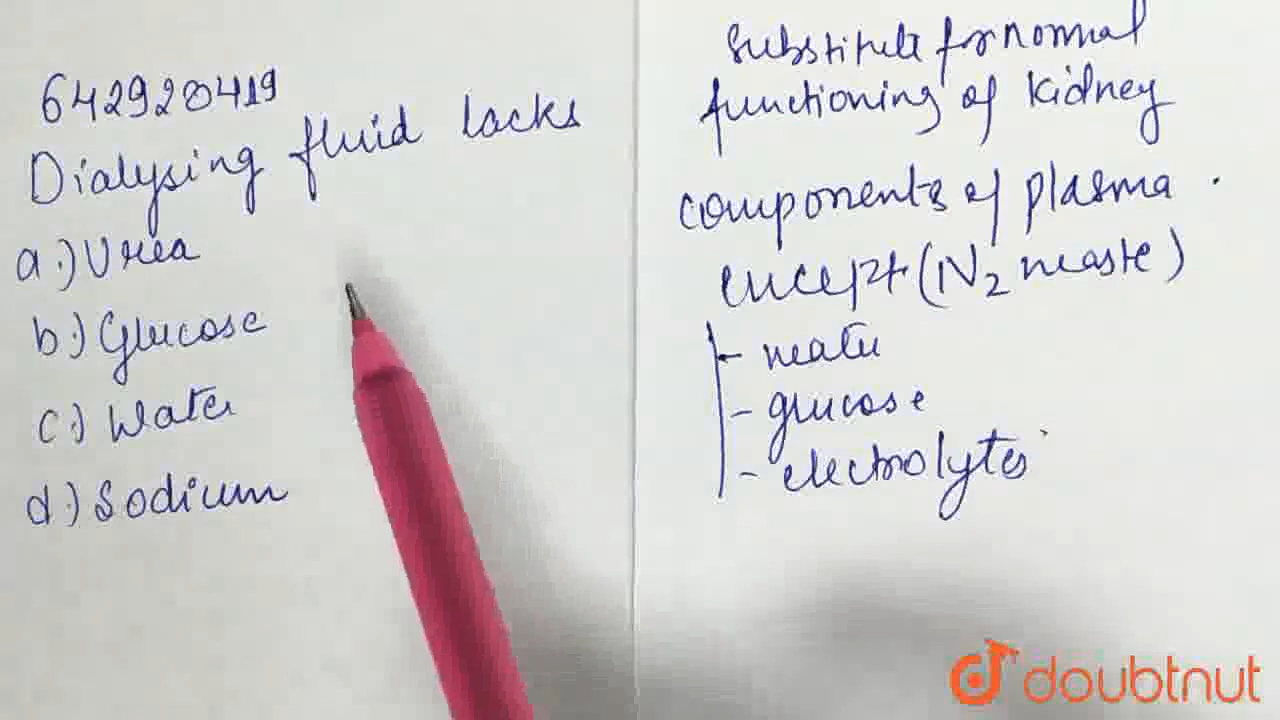 642920419
Dialysing fluid lacks
a.) Urea
b.) Glucose
c.) Water
d.) Sodium
Substitute for normal
functioning of kidney
components of plasma.
except (N2 waste)
- water
- glucose
- electrolytes
doubtnut